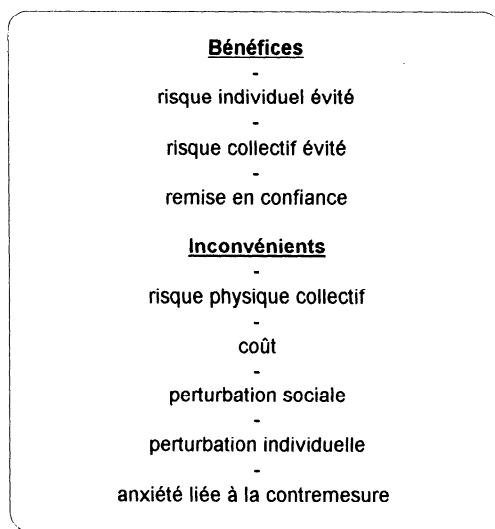 Bénéfices
-
risque individuel évité
-
risque collectif évité
-
remise en confiance
Inconvénients
-
risque physique collectif
-
coût
-
perturbation sociale
-
perturbation individuelle
-
anxiété liée à la contremesure